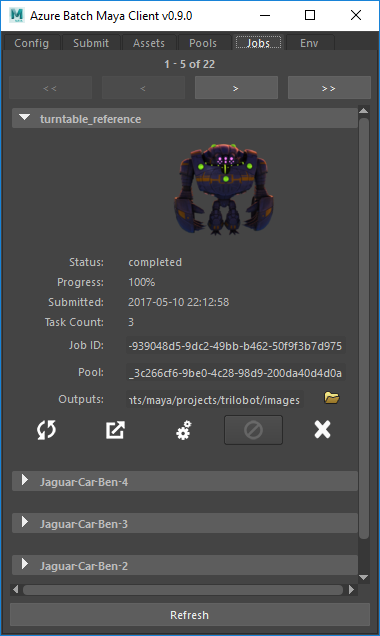 Azure Batch Maya Client v0.9.0
Config Submit Assets Pools Jobs Env
1 - 5 of 22
<< < > >>
turntable_reference
Status: completed
Progress: 100%
Submitted: 2017-05-10 22:12:58
Task Count: 3
Job ID: -939048d5-9dc2-49bb-b462-50f9f3b7d975
Pool: _3c266cf6-9be0-4c28-98d9-200da40d4d0a
Outputs: nts/maya/projects/trilobot/images
Jaguar-Car-Ben-4
Jaguar-Car-Ben-3
Jaguar-Car-Ben-2
Refresh